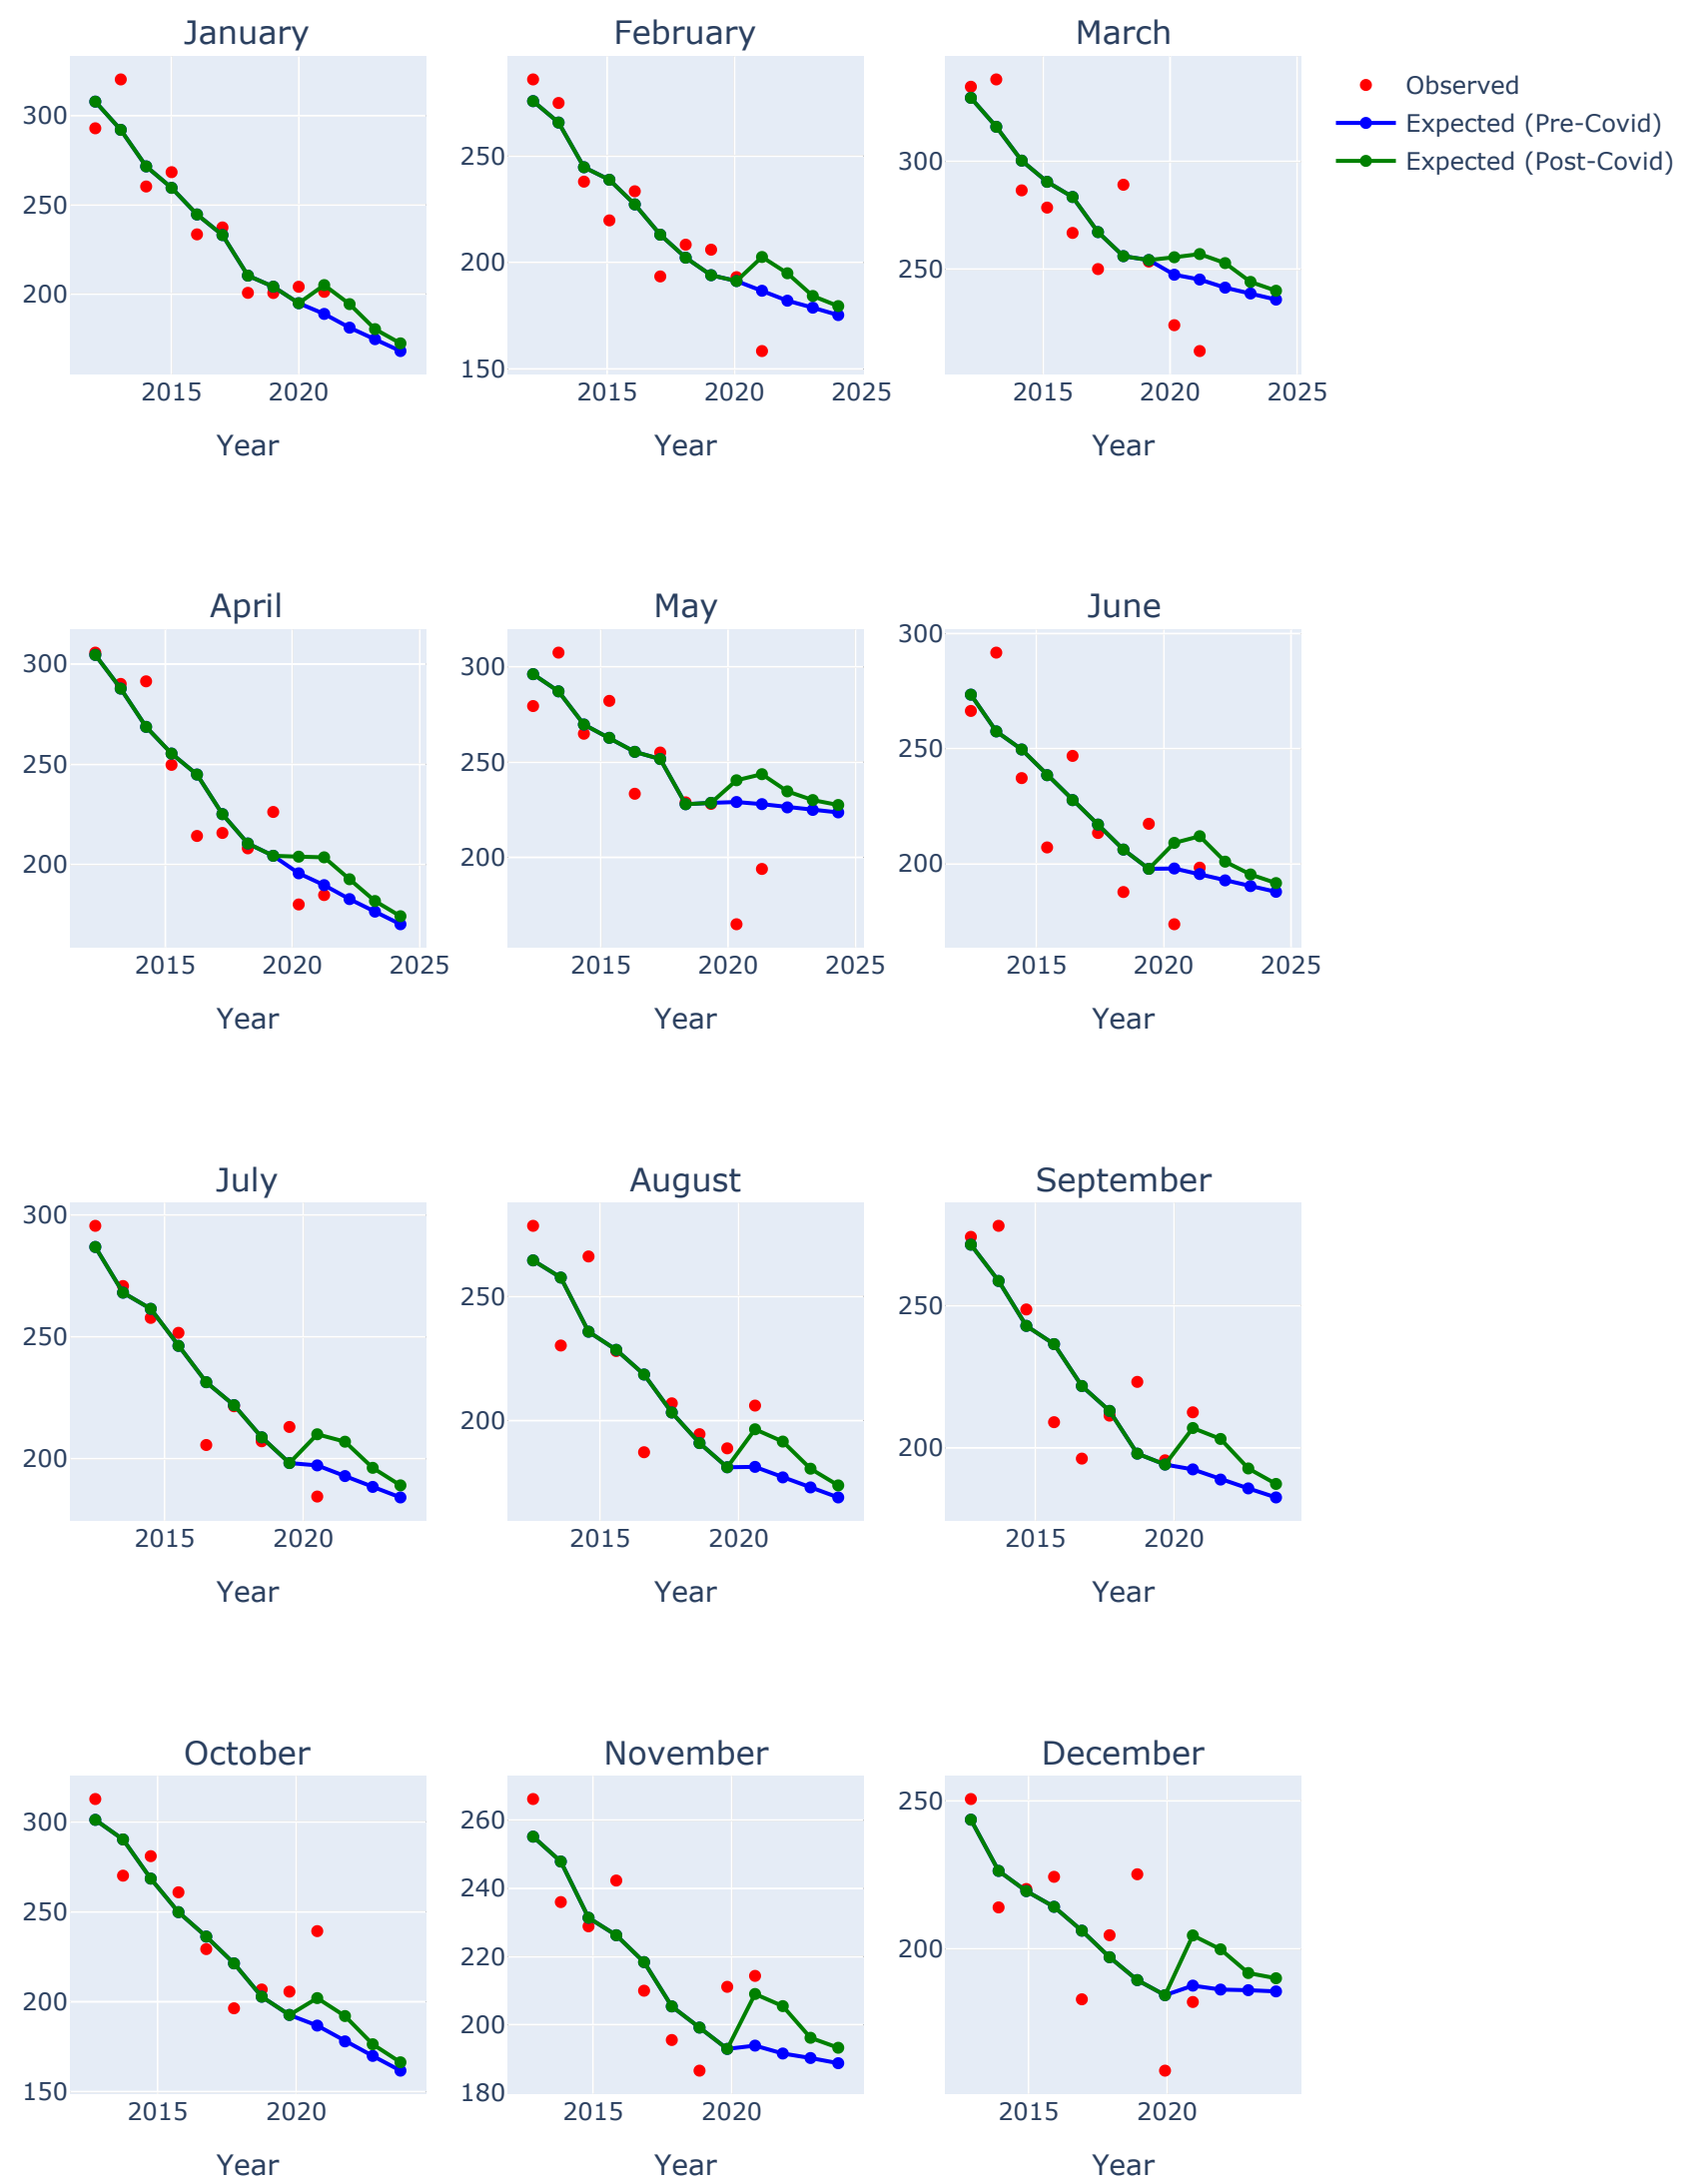 January
February
March
Observed
Expected (Pre-Covid)
Expected (Post-Covid)
300
250
200
2015
2020
Year
250
200
150
2015
2020
2025
Year
300
250
2015
2020
2025
Year
April
May
June
300
250
200
2015
2020
2025
Year
300
250
200
2015
2020
2025
Year
300
250
200
2015
2020
2025
Year
July
August
September
300
250
200
2015
2020
Year
250
200
2015
2020
Year
250
200
2015
2020
Year
October
November
December
300
250
200
150
2015
2020
Year
260
240
220
200
180
2015
2020
Year
250
200
2015
2020
Year